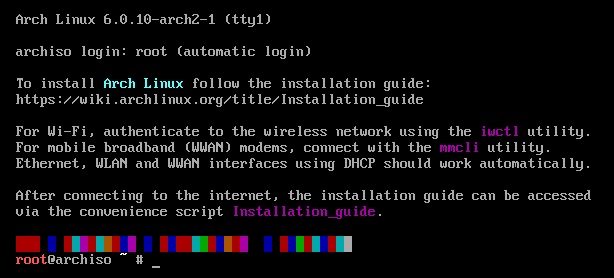 Arch Linux 6.0.10-arch2-1 (tty1)
archiso login: root (automatic login)
To install Arch Linux follow the installation guide:
https://wiki.archlinux.org/title/Installation_guide
For Wi-Fi, authenticate to the wireless network using the iwctl utility.
For mobile broadband (WWAN) modems, connect with the mmcli utility.
Ethernet, WLAN and WWAN interfaces using DHCP should work automatically.
After connecting to the internet, the installation guide can be accessed
via the convenience script Installation_guide.
root@archiso ~ # _